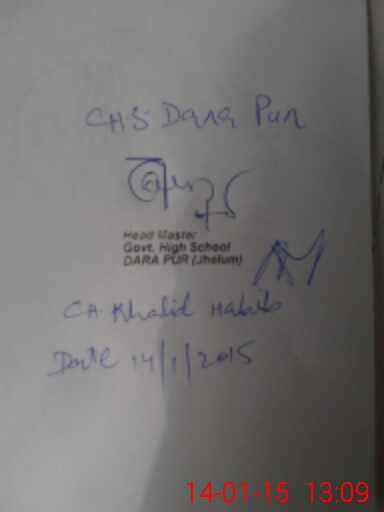 GHS Dara Pur
Head Master
Govt. High School
DARA PUR (Jhelum)
CA Khalid Habib
Date 14/1/2015
14-01-15 13:09